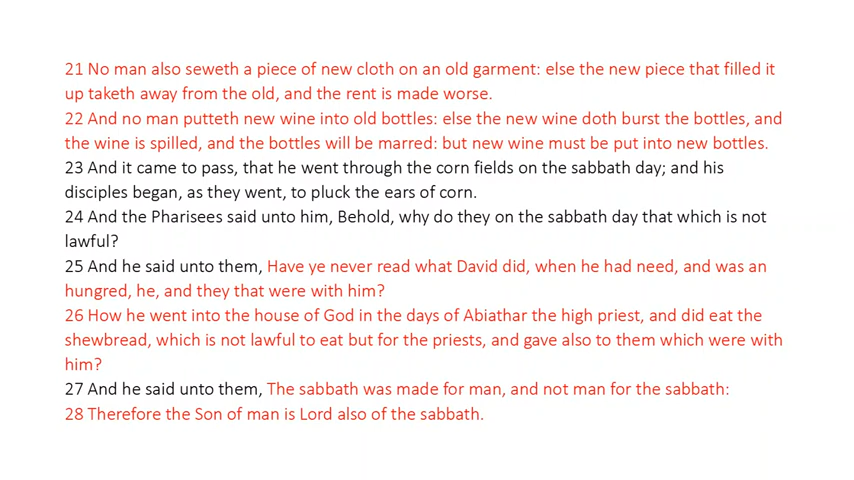 21 No man also seweth a piece of new cloth on an old garment: else the new piece that filled it
up taketh away from the old, and the rent is made worse.
22 And no man putteth new wine into old bottles: else the new wine doth burst the bottles, and
the wine is spilled, and the bottles will be marred: but new wine must be put into new bottles.
23 And it came to pass, that he went through the corn fields on the sabbath day; and his
disciples began, as they went, to pluck the ears of corn.
24 And the Pharisees said unto him, Behold, why do they on the sabbath day that which is not
lawful?
25 And he said unto them, Have ye never read what David did, when he had need, and was an
hungred, he, and they that were with him?
26 How he went into the house of God in the days of Abiathar the high priest, and did eat the
shewbread, which is not lawful to eat but for the priests, and gave also to them which were with
him?
27 And he said unto them, The sabbath was made for man, and not man for the sabbath:
28 Therefore the Son of man is Lord also of the sabbath.